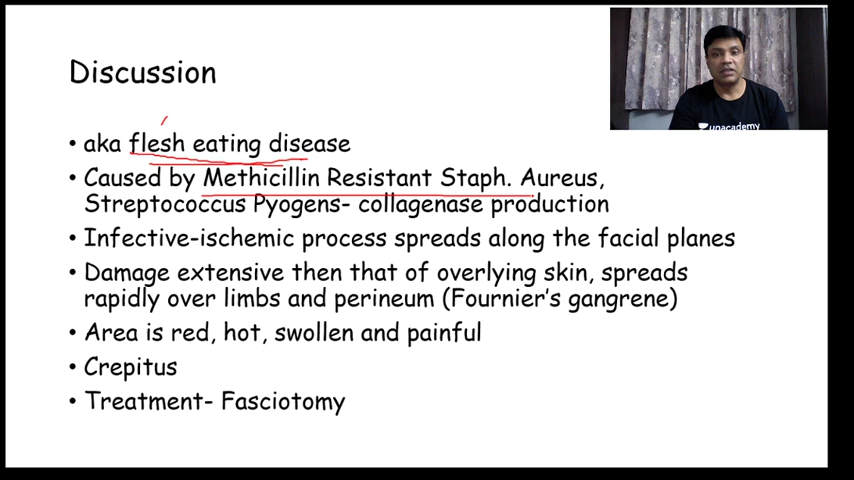 unacademy
Discussion
• aka flesh eating disease
• Caused by Methicillin Resistant Staph. Aureus,
Streptococcus Pyogens- collagenase production
• Infective-ischemic process spreads along the facial planes
• Damage extensive then that of overlying skin, spreads
rapidly over limbs and perineum (Fournier's gangrene)
• Area is red, hot, swollen and painful
• Crepitus
• Treatment- Fasciotomy